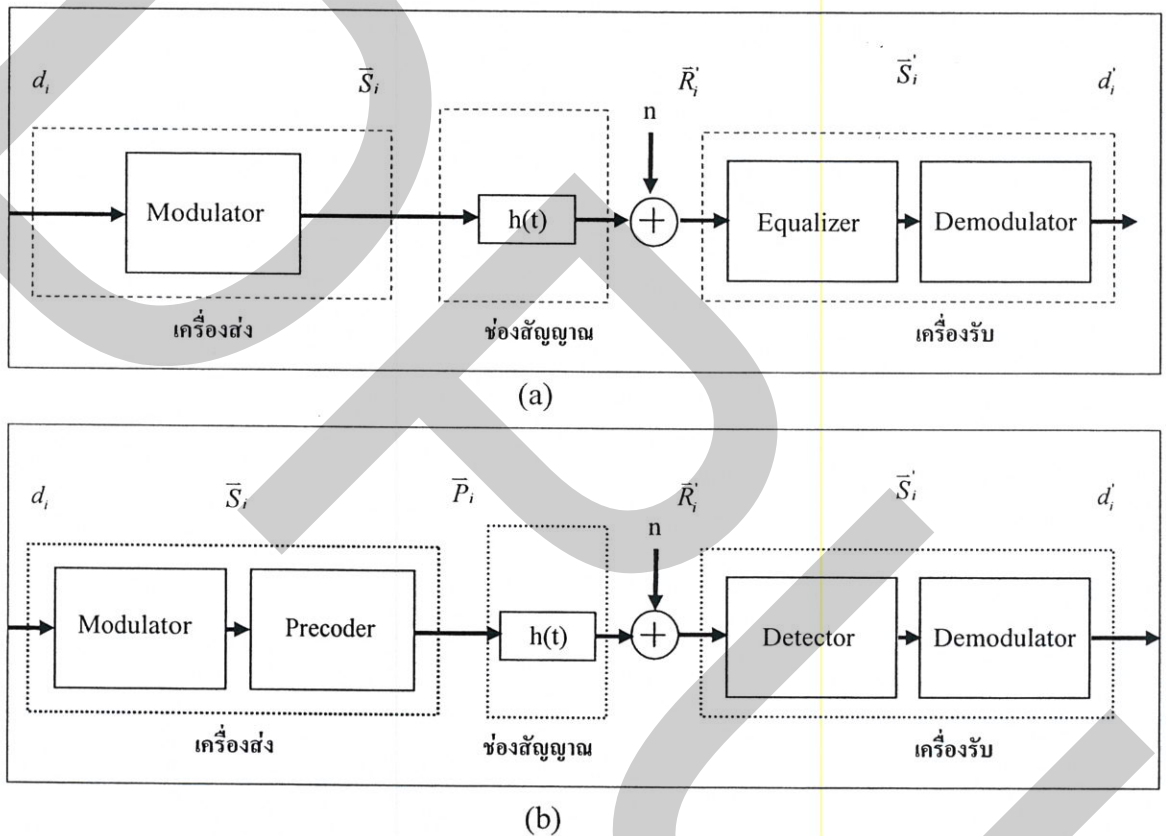 d_i S̄_i R̄'_i S̄'_i d'_i
n
Modulator h(t) + Equalizer Demodulator
เครื่องส่ง ช่องสัญญาณ เครื่องรับ
(a)
d_i S̄_i P̄_i R̄'_i S̄'_i d'_i
n
Modulator Precoder h(t) + Detector Demodulator
เครื่องส่ง ช่องสัญญาณ เครื่องรับ
(b)